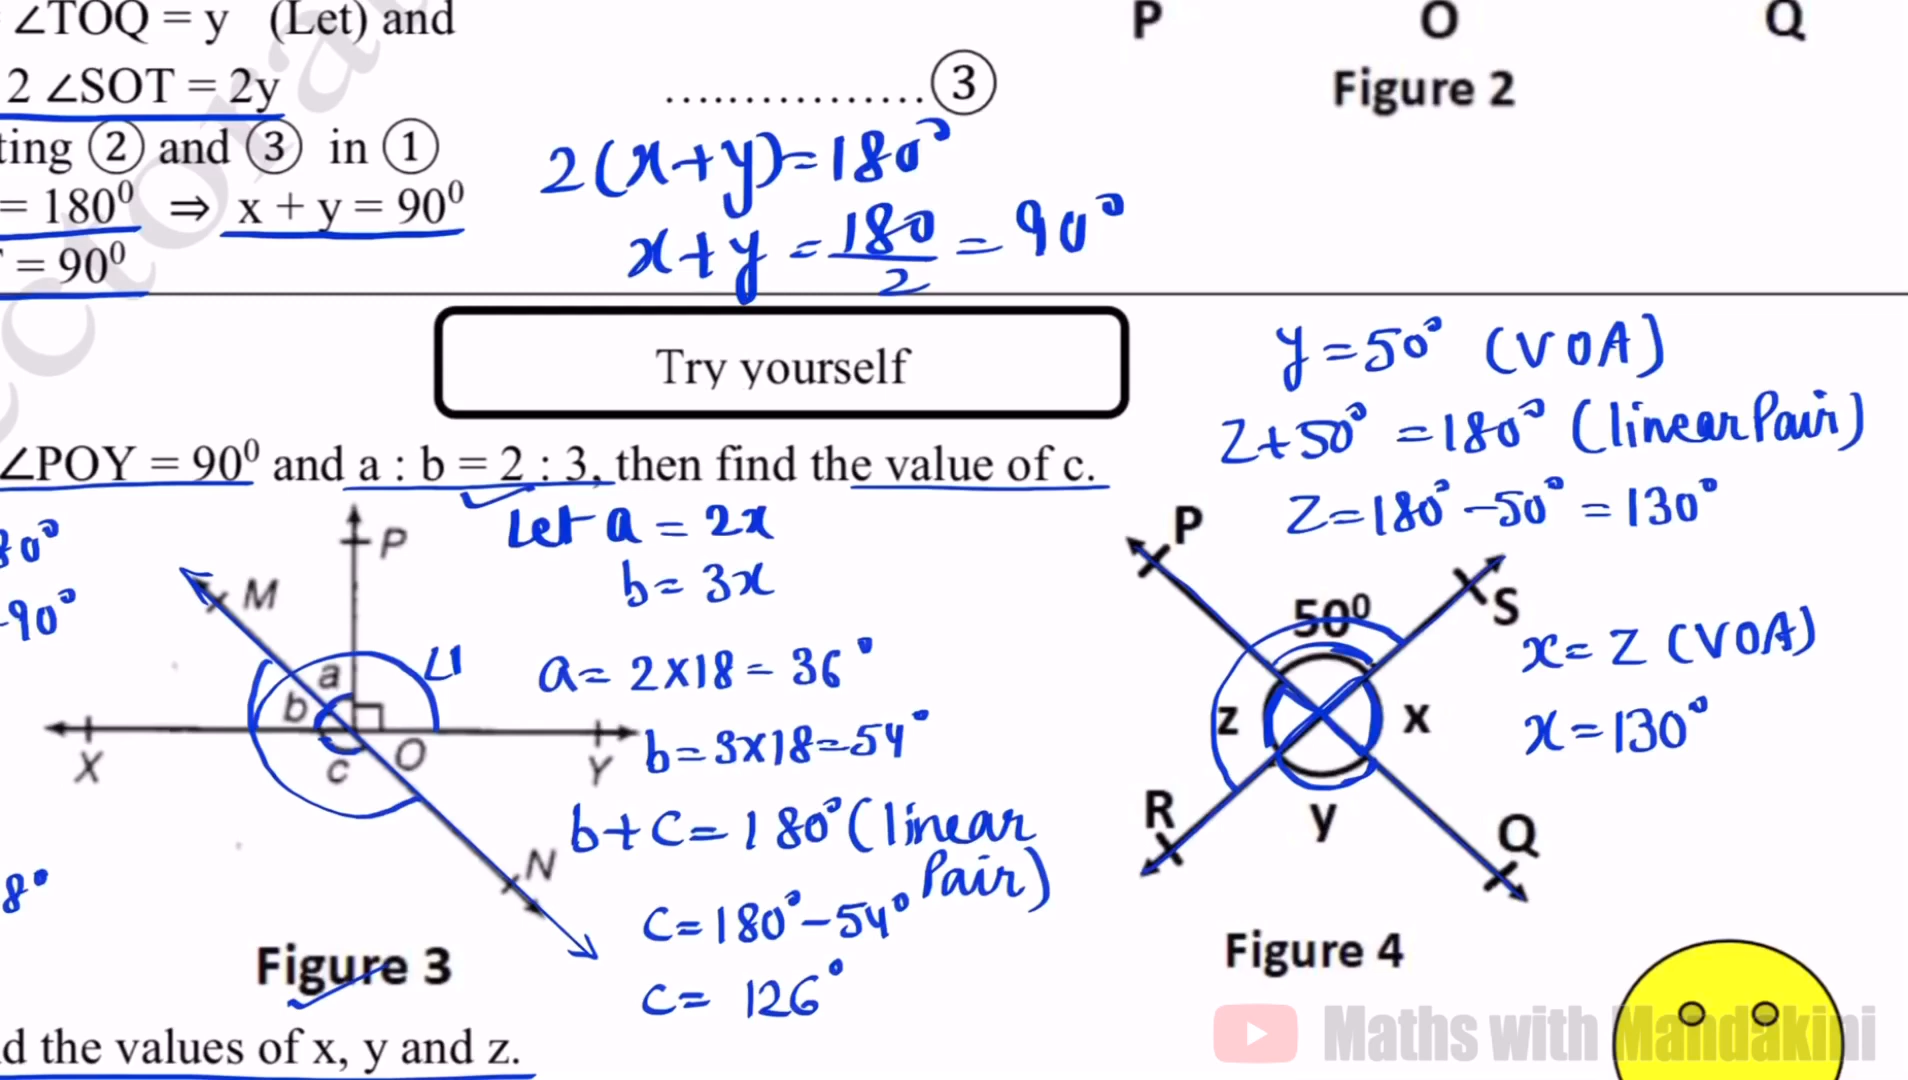 ∠TOQ = y (Let) and
2 ∠SOT = 2y
...............③
ting ② and ③ in ①
= 180⁰ ⇒ x + y = 90⁰
= 90⁰
2(x+y)=180°
x+y = 180/2 = 90°
P O Q
Figure 2
Try yourself
∠POY = 90⁰ and a : b = 2 : 3, then find the value of c.
80°
-90°
8°
Let a = 2x
b = 3x
a = 2×18 = 36°
b = 3×18 = 54°
b+c = 180° (linear
Pair)
c = 180° - 54°
c = 126°
M
P
a
b
c
O
X
Y
N
Figure 3
y = 50° (VOA)
z + 50° = 180° (linear Pair)
z = 180° - 50° = 130°
P
50⁰
S
z
x
R
y
Q
x = z (VOA)
x = 130°
Figure 4
d the values of x, y and z.
Maths with Mandakini